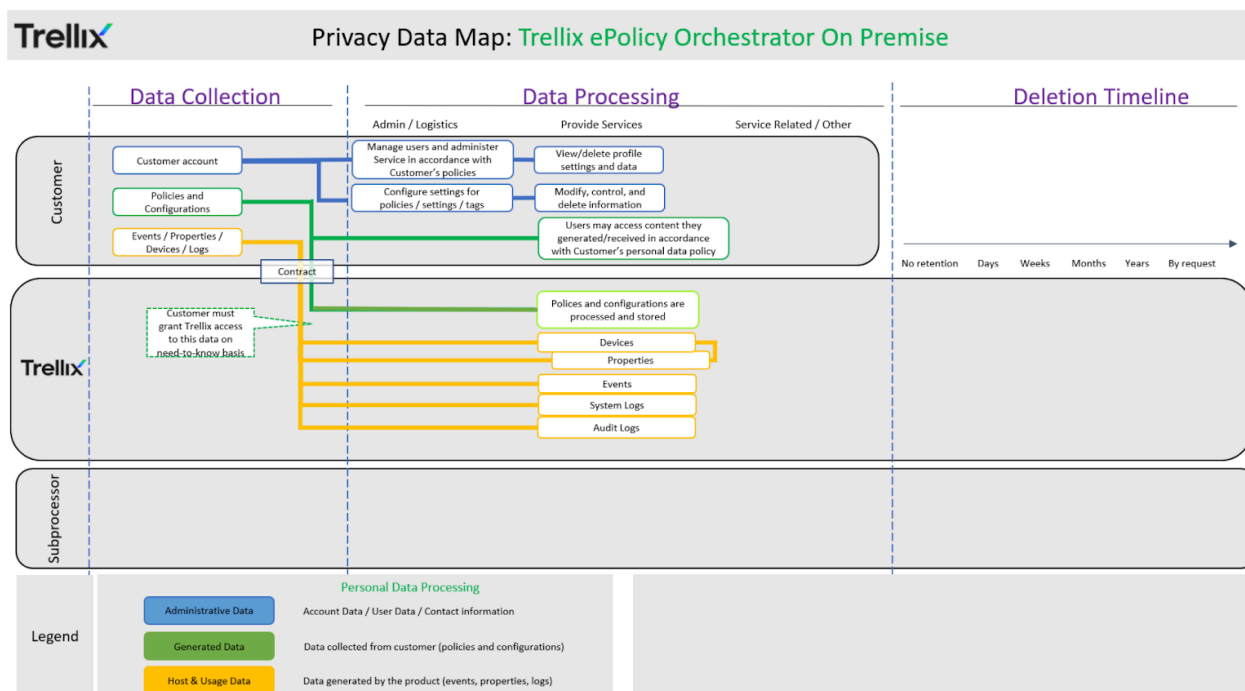 Trellix
Privacy Data Map: Trellix ePolicy Orchestrator On Premise
Data Collection
Data Processing
Deletion Timeline
Admin / Logistics
Provide Services
Service Related / Other
Customer
Customer account
Manage users and administer
Service in accordance with
Customer's policies
View/delete profile
settings and data
Policies and
Configurations
Configure settings for
policies / settings / tags
Modify, control, and
delete information
Events / Properties /
Devices / Logs
Users may access content they
generated/received in accordance
with Customer's personal data policy
Contract
No retention
Days
Weeks
Months
Years
By request
Trellix
Customer must
grant Trellix access
to this data on
need-to-know basis
Polices and configurations are
processed and stored
Devices
Properties
Events
System Logs
Audit Logs
Subprocessor
Legend
Personal Data Processing
Administrative Data
Account Data / User Data / Contact information
Generated Data
Data collected from customer (policies and configurations)
Host & Usage Data
Data generated by the product (events, properties, logs)